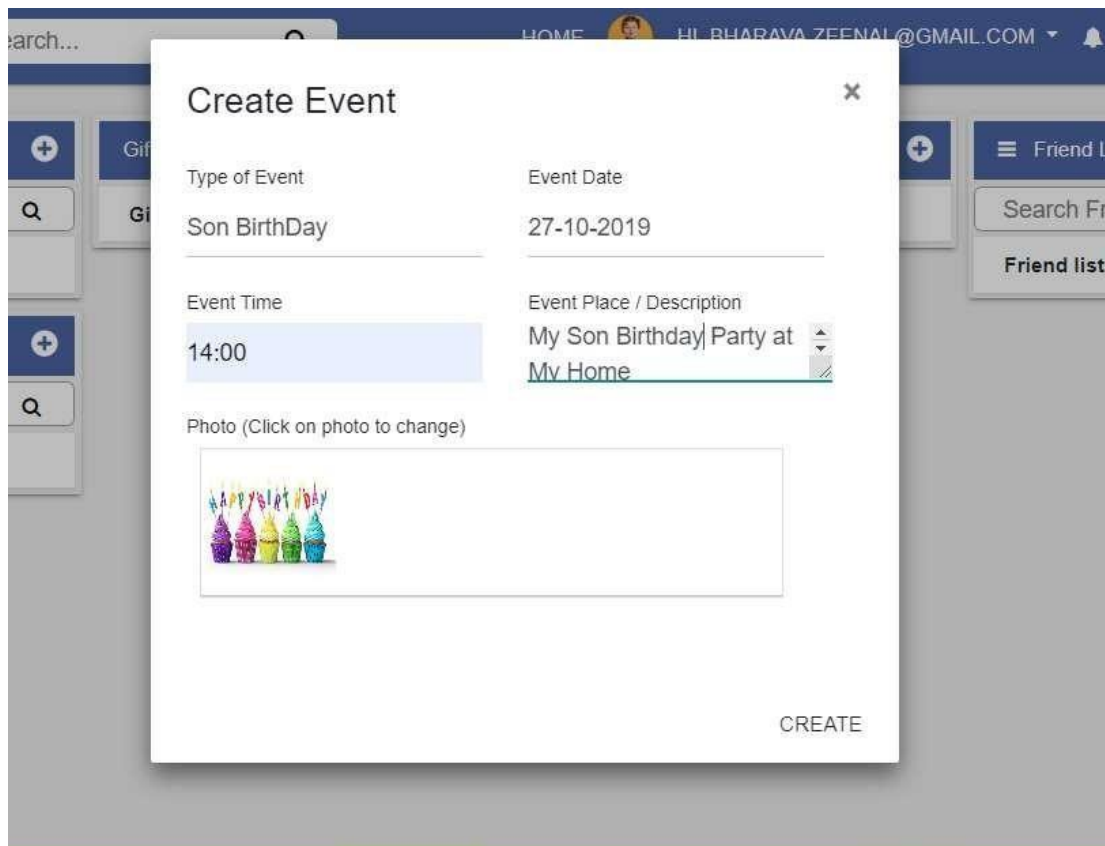 earch...
HOME HI, BHARAVA.ZEENAL@GMAIL.COM
Create Event ×
Gif
Friend L
Type of Event Event Date
Gi
Search Fr
Son BirthDay 27-10-2019
Friend list
Event Time Event Place / Description
14:00
My Son Birthday Party at
My Home
Photo (Click on photo to change)
HAPPYBIRTHDAY
CREATE